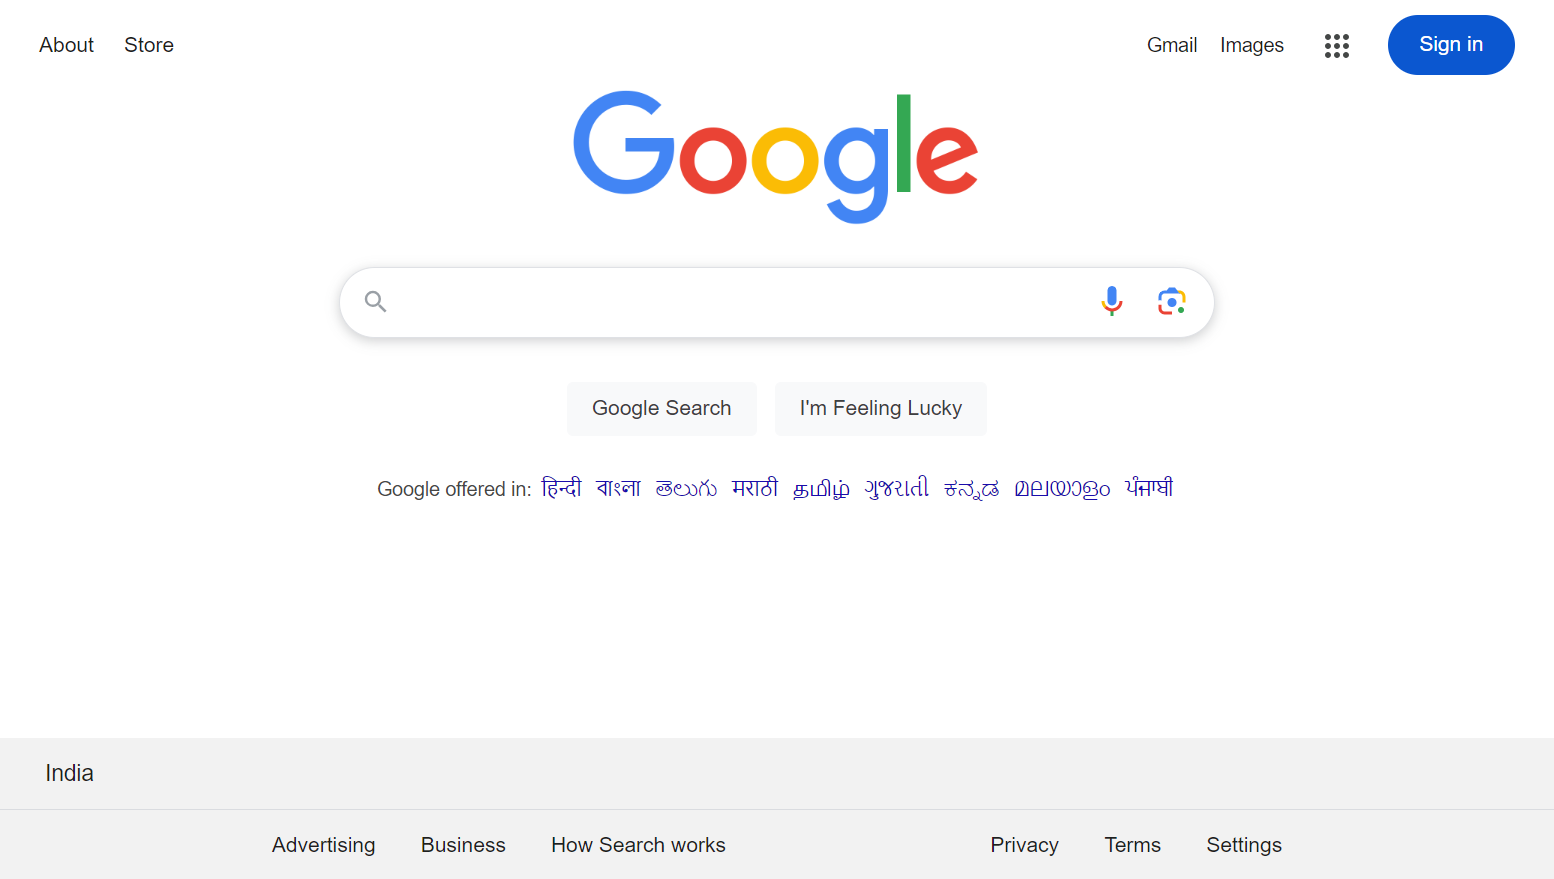 About Store Gmail Images Sign in
Google
Google Search I'm Feeling Lucky
Google offered in: हिन्दी বাংলা తెలుగు मराठी தமிழ் ગુજરાતી ಕನ್ನಡ മലയാളം ਪੰਜਾਬੀ
India
Advertising Business How Search works Privacy Terms Settings